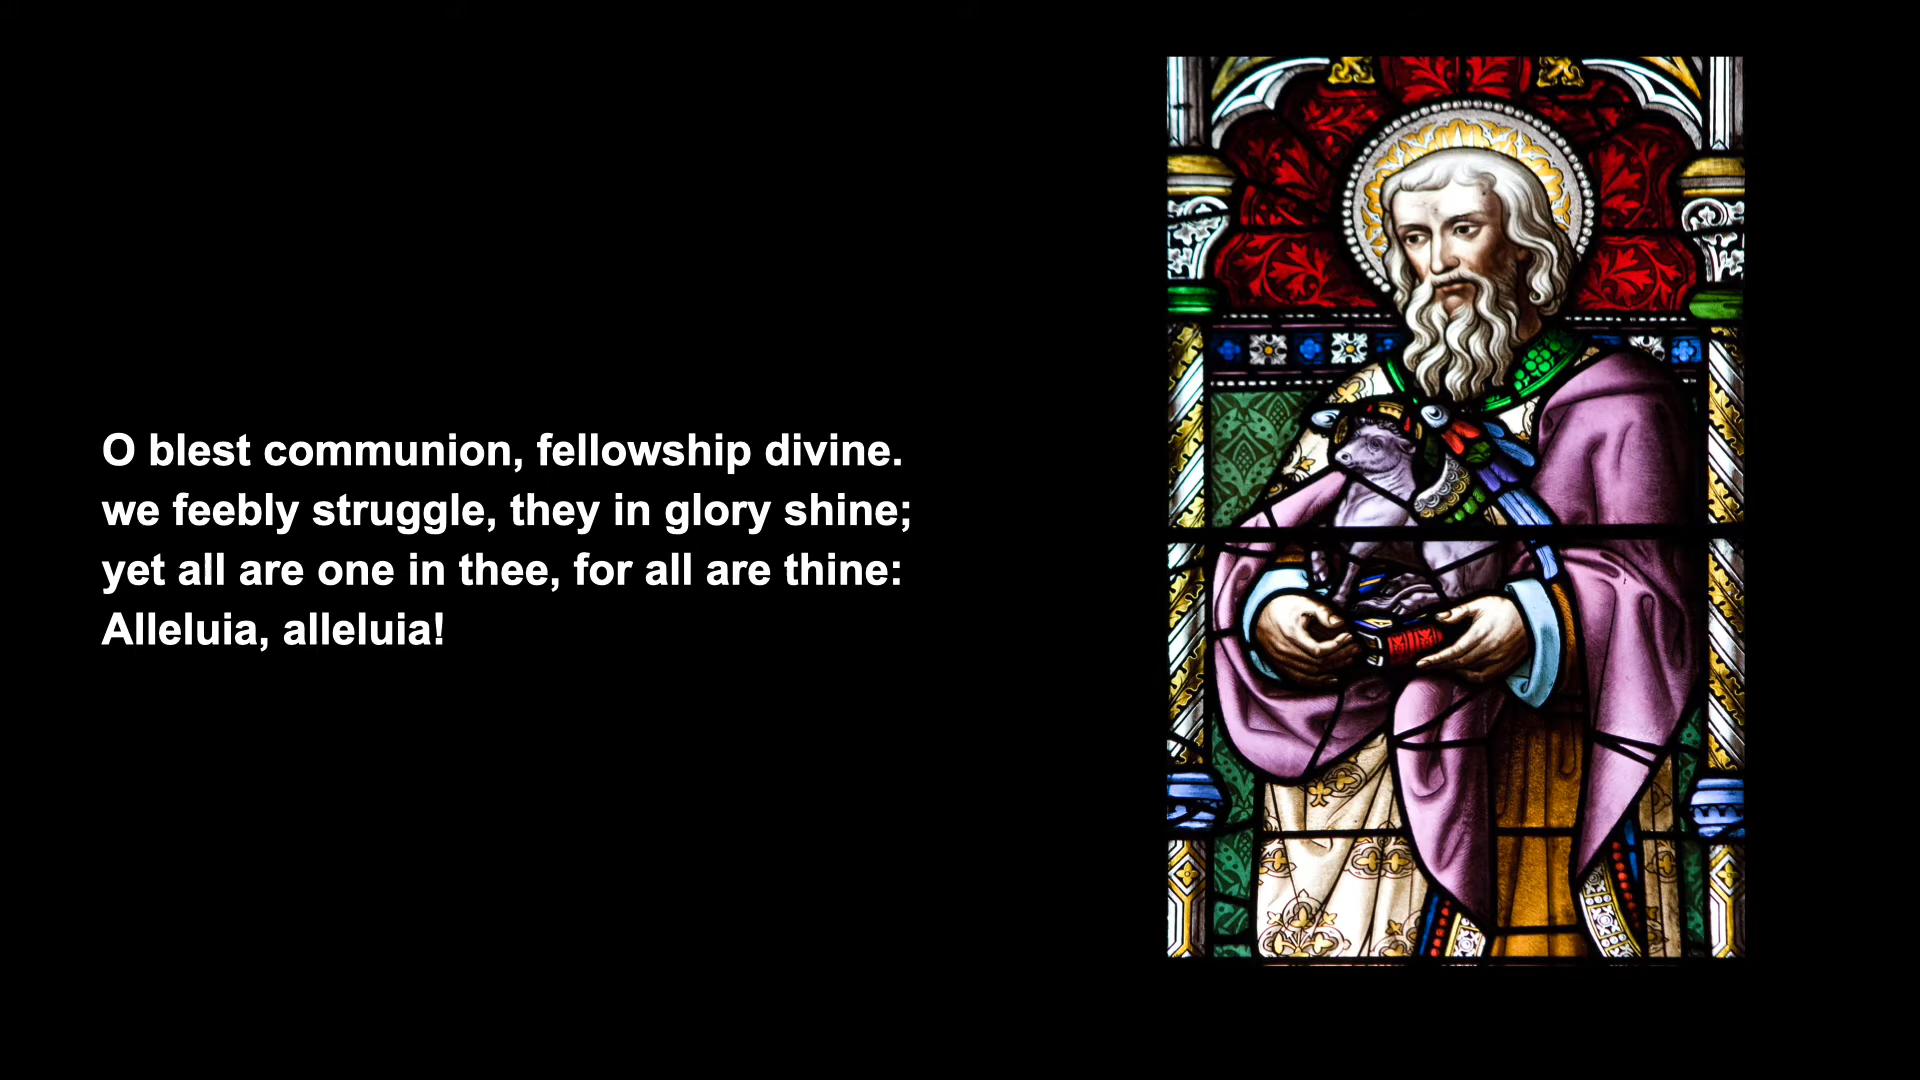 O blest communion, fellowship divine.
we feebly struggle, they in glory shine;
yet all are one in thee, for all are thine:
Alleluia, alleluia!